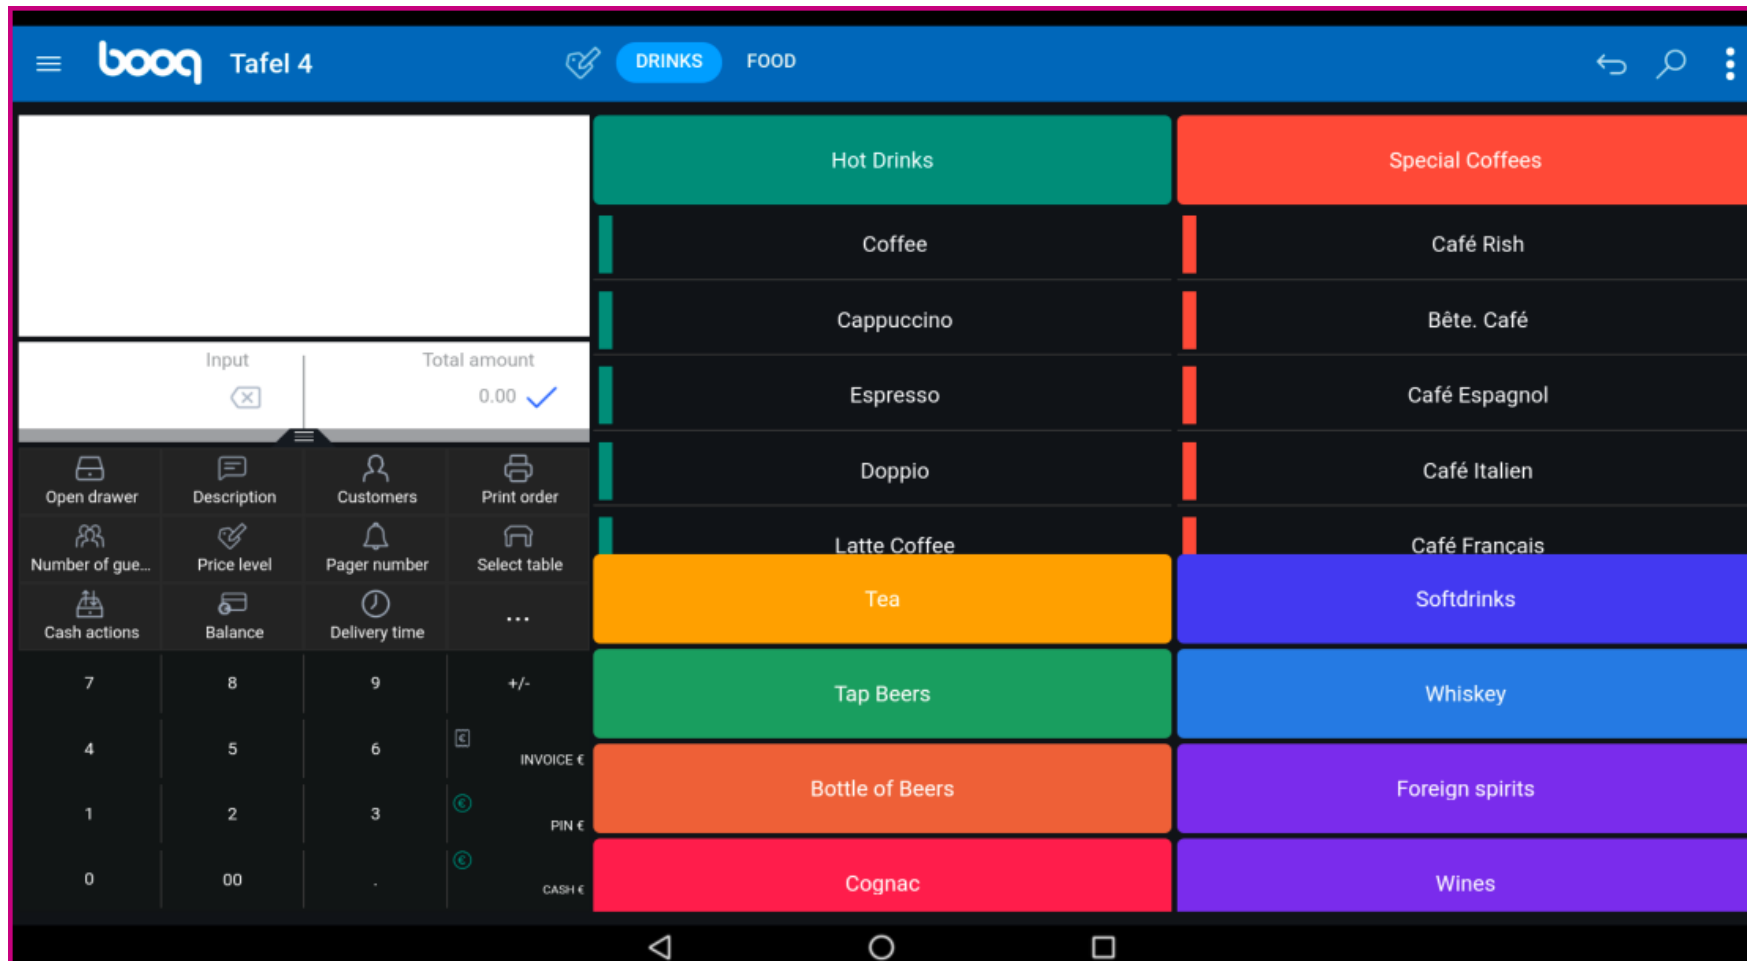 booq Tafel 4 DRINKS FOOD
Input Total amount
0.00
Open drawer Description Customers Print order
Number of gue... Price level Pager number Select table
Cash actions Balance Delivery time ...
7 8 9 +/-
4 5 6 INVOICE €
1 2 3 PIN €
0 00 . CASH €
Hot Drinks
Coffee
Cappuccino
Espresso
Doppio
Latte Coffee
Tea
Tap Beers
Bottle of Beers
Cognac
Special Coffees
Café Rish
Bête. Café
Café Espagnol
Café Italien
Café Français
Softdrinks
Whiskey
Foreign spirits
Wines